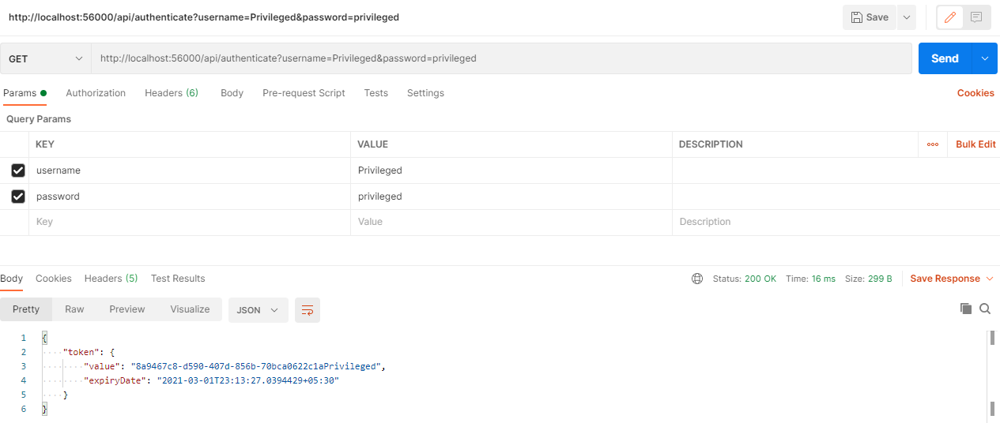 http://localhost:56000/api/authenticate?username=Privileged&password=privileged Save
GET http://localhost:56000/api/authenticate?username=Privileged&password=privileged Send
Params Authorization Headers (6) Body Pre-request Script Tests Settings Cookies
Query Params
KEY VALUE DESCRIPTION ooo Bulk Edit
username Privileged
password privileged
Key Value Description
Body Cookies Headers (5) Test Results Status: 200 OK Time: 16 ms Size: 299 B Save Response
Pretty Raw Preview Visualize JSON
1 {
2 "token": {
3 "value": "8a9467c8-d590-407d-856b-70bca0622c1aPrivileged",
4 "expiryDate": "2021-03-01T23:13:27.0394429+05:30"
5 }
6 }